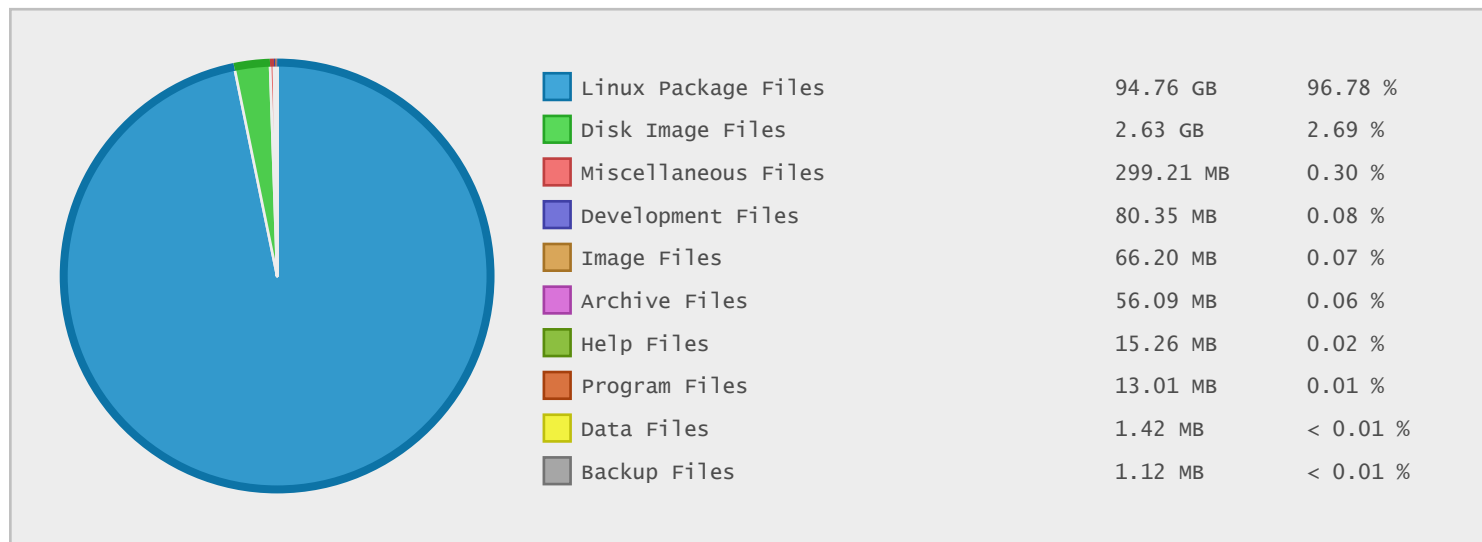 Linux Package Files 94.76 GB 96.78 %
Disk Image Files 2.63 GB 2.69 %
Miscellaneous Files 299.21 MB 0.30 %
Development Files 80.35 MB 0.08 %
Image Files 66.20 MB 0.07 %
Archive Files 56.09 MB 0.06 %
Help Files 15.26 MB 0.02 %
Program Files 13.01 MB 0.01 %
Data Files 1.42 MB < 0.01 %
Backup Files 1.12 MB < 0.01 %